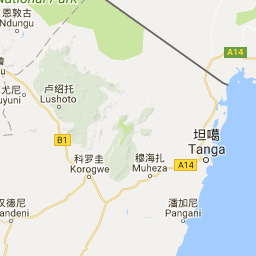 National Park
恩敦古
Ndungu
A14
卢绍托
Lushoto
尤尼
uyuni
坦噶
Tanga
B1
科罗圭
Korogwe
穆海扎
Muheza
A14
汉德尼
andeni
潘加尼
Pangani